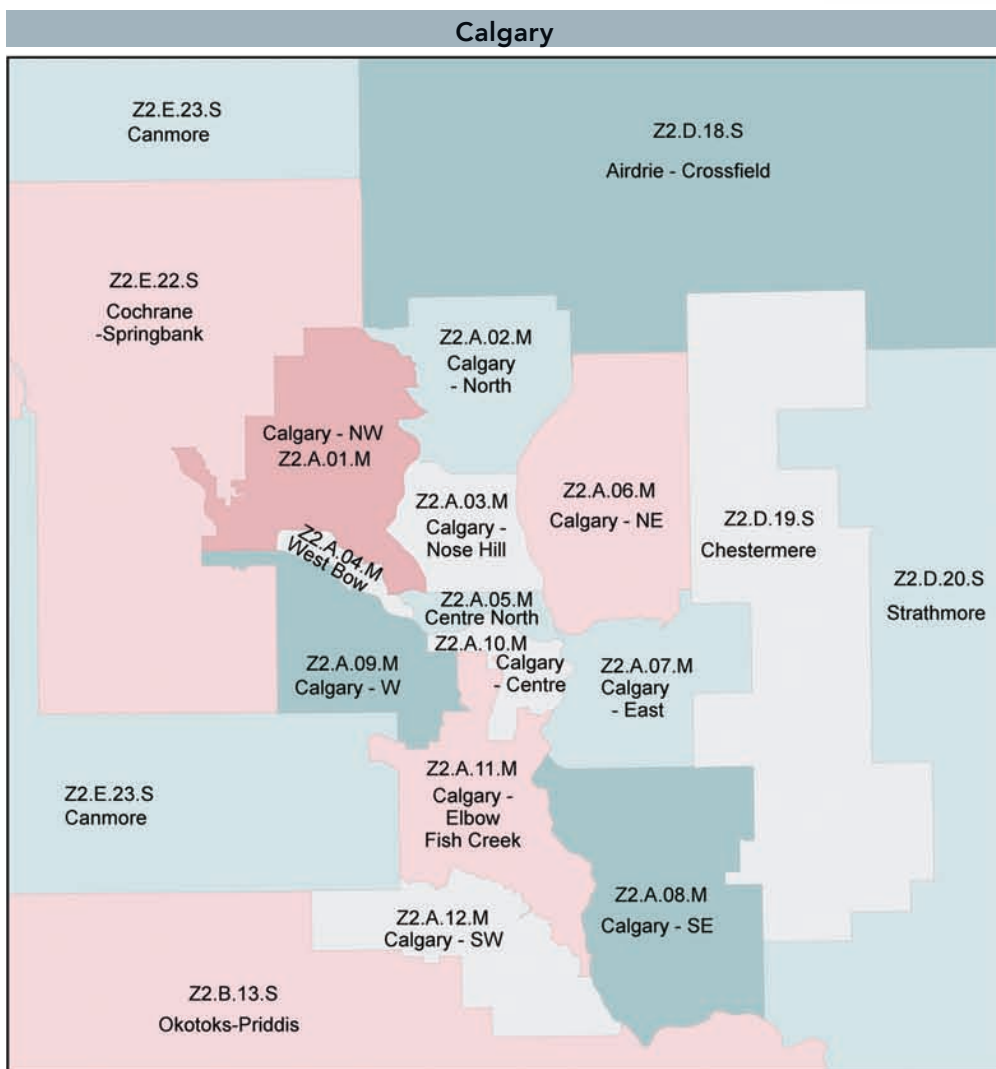 Calgary
Z2.E.23.S
Canmore
Z2.D.18.S
Airdrie - Crossfield
Z2.E.22.S
Cochrane
-Springbank
Z2.A.02.M
Calgary
- North
Calgary - NW
Z2.A.01.M
Z2.A.03.M
Calgary -
Nose Hill
Z2.A.06.M
Calgary - NE
Z2.D.19.S
Chestermere
Z2.A.04.M
West Bow
Z2.D.20.S
Strathmore
Z2.A.05.M
Centre North
Z2.A.10.M
Calgary
- Centre
Z2.A.09.M
Calgary - W
Z2.A.07.M
Calgary
- East
Z2.E.23.S
Canmore
Z2.A.11.M
Calgary -
Elbow
Fish Creek
Z2.A.08.M
Calgary - SE
Z2.A.12.M
Calgary - SW
Z2.B.13.S
Okotoks-Priddis